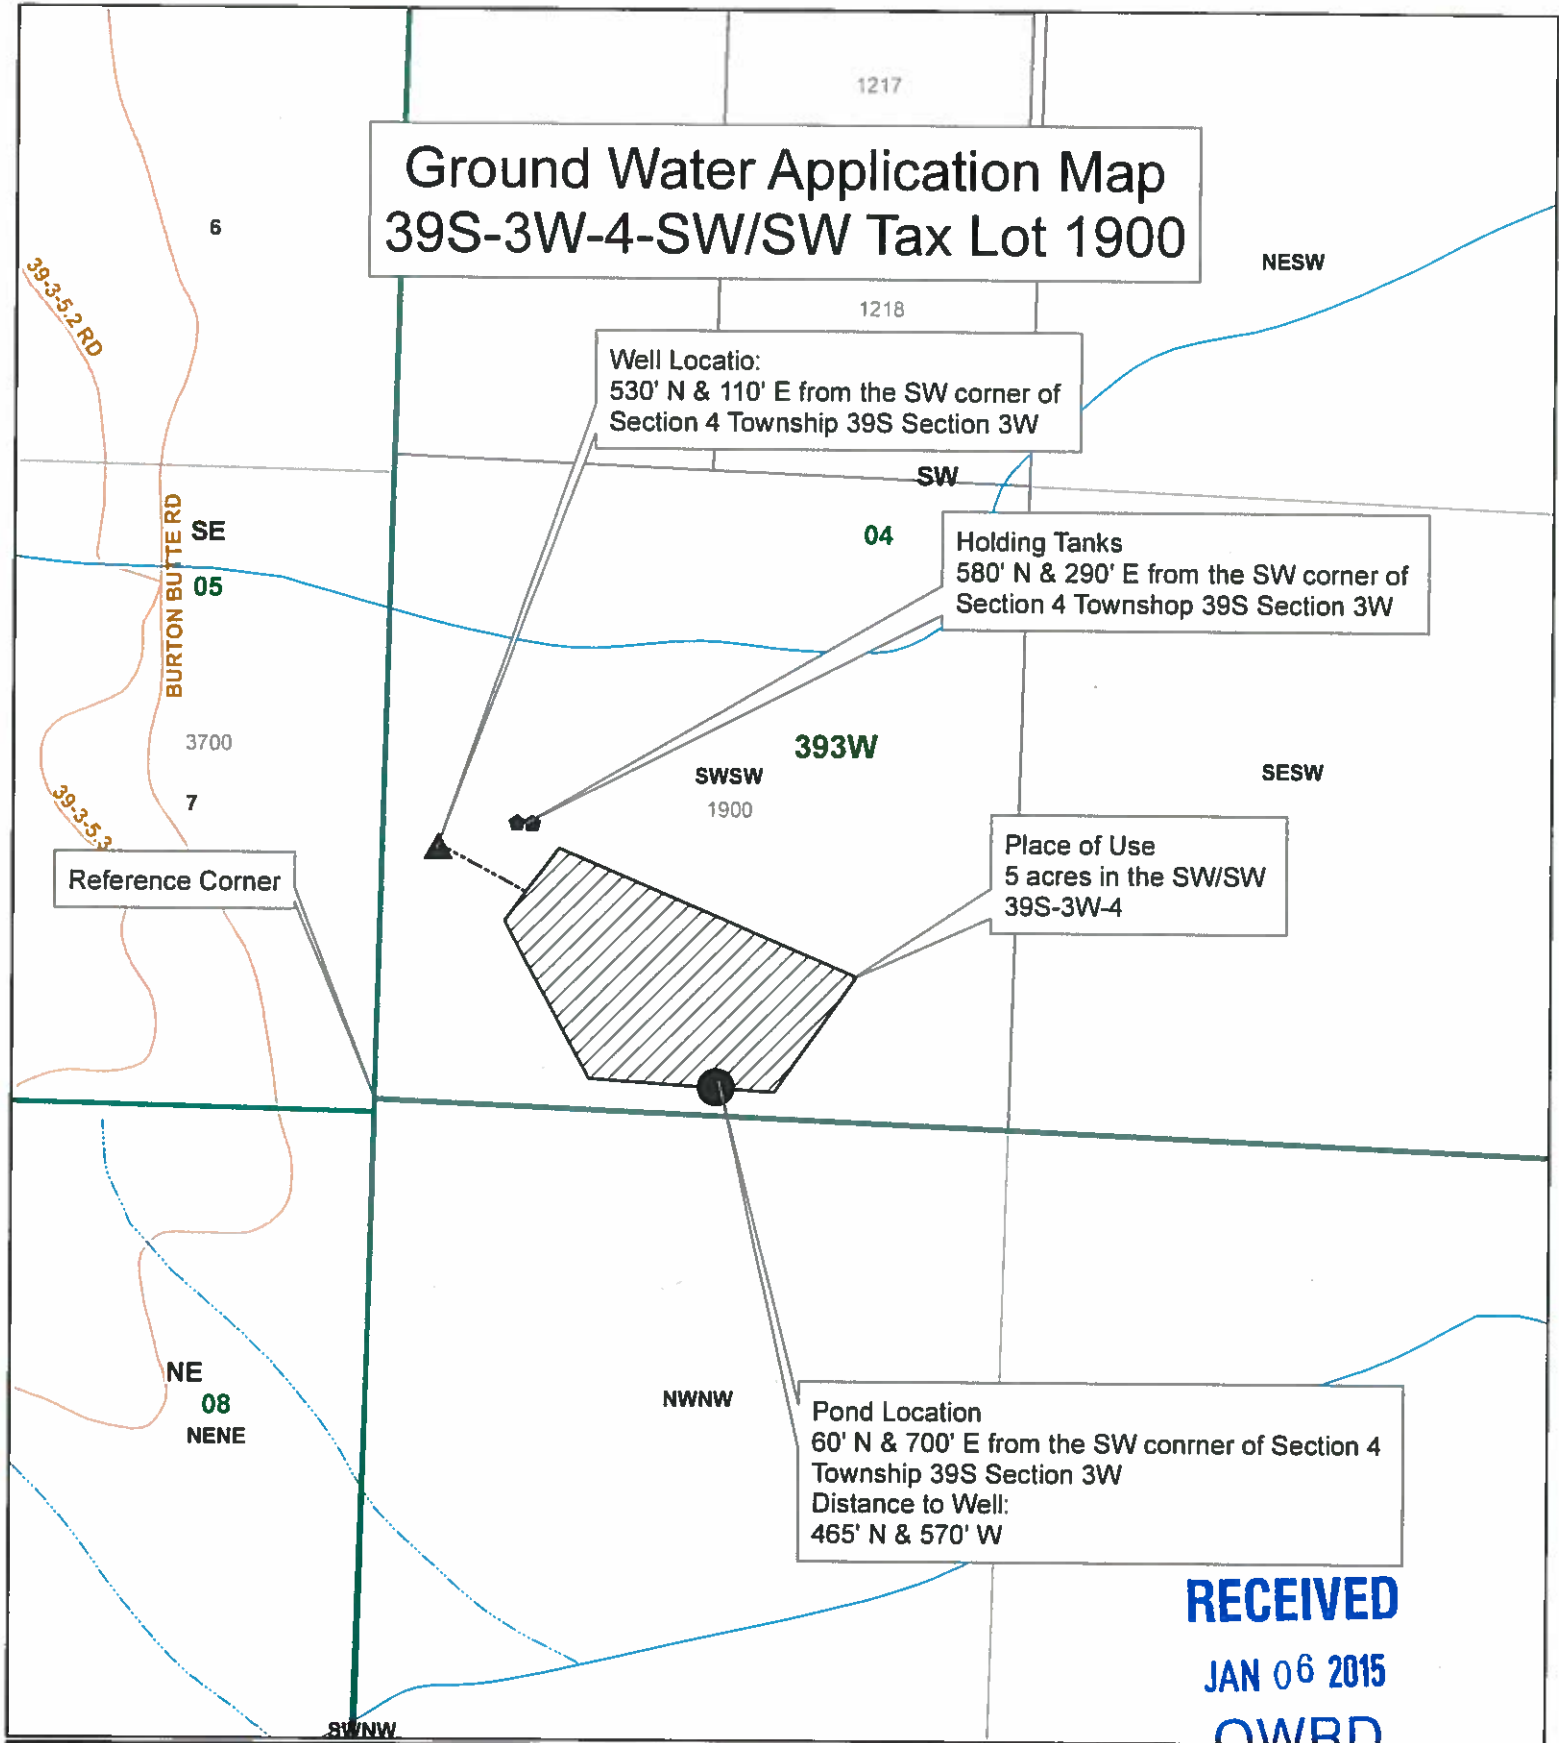 1217
Ground Water Application Map
39S-3W-4-SW/SW Tax Lot 1900
6
NESW
39-3-5.2 RD
1218
Well Locatio:
530' N & 110' E from the SW corner of
Section 4 Township 39S Section 3W
SW
BURTON BUTTE RD
SE
04
Holding Tanks
580' N & 290' E from the SW corner of
Section 4 Townshop 39S Section 3W
05
3700
393W
SWSW
SESW
1900
7
39-3-5.3
Place of Use
5 acres in the SW/SW
39S-3W-4
Reference Corner
NE
08
NENE
NWNW
Pond Location
60' N & 700' E from the SW conrner of Section 4
Township 39S Section 3W
Distance to Well:
465' N & 570' W
RECEIVED
JAN 06 2015
OWRD
SWNW